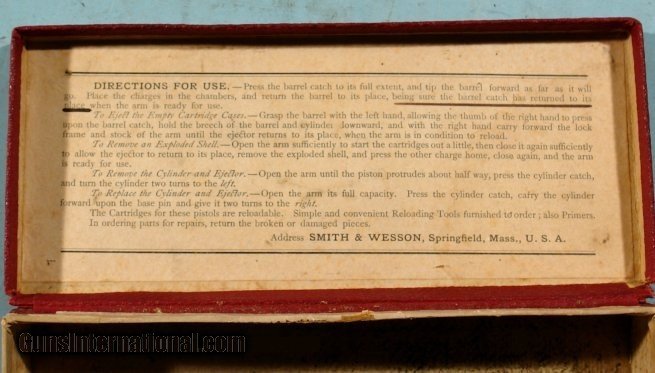 DIRECTIONS FOR USE. —Press the barrel catch to its full extent, and tip the barrel forward as far as it will
go. Place the charges in the chambers, and return the barrel to its place, being sure the barrel catch has returned to its
place when the arm is ready for use.
To Eject the Empty Cartridge Cases.—Grasp the barrel with the left hand, allowing the thumb of the right hand to press
upon the barrel catch, hold the breech of the barrel and cylinder downward, and with the right hand carry forward the lock
frame and stock of the arm until the ejector returns to its place, when the arm is in condition to reload.
To Remove an Exploded Shell.—Open the arm sufficiently to start the cartridges out a little, then close it again sufficiently
to allow the ejector to return to its place, remove the exploded shell, and press the other charge home, close again, and the arm
is ready for use.
To Remove the Cylinder and Ejector.—Open the arm until the piston protrudes about half way, press the cylinder catch,
and turn the cylinder two turns to the left.
To Replace the Cylinder and Ejector.—Open the arm its full capacity. Press the cylinder catch, carry the cylinder
forward upon the base pin and give it two turns to the right.
The Cartridges for these pistols are reloadable. Simple and convenient Reloading Tools furnished to order; also Primers.
In ordering parts for repairs, return the broken or damaged pieces.
Address SMITH & WESSON, Springfield, Mass., U. S. A.
GunsInternational.com